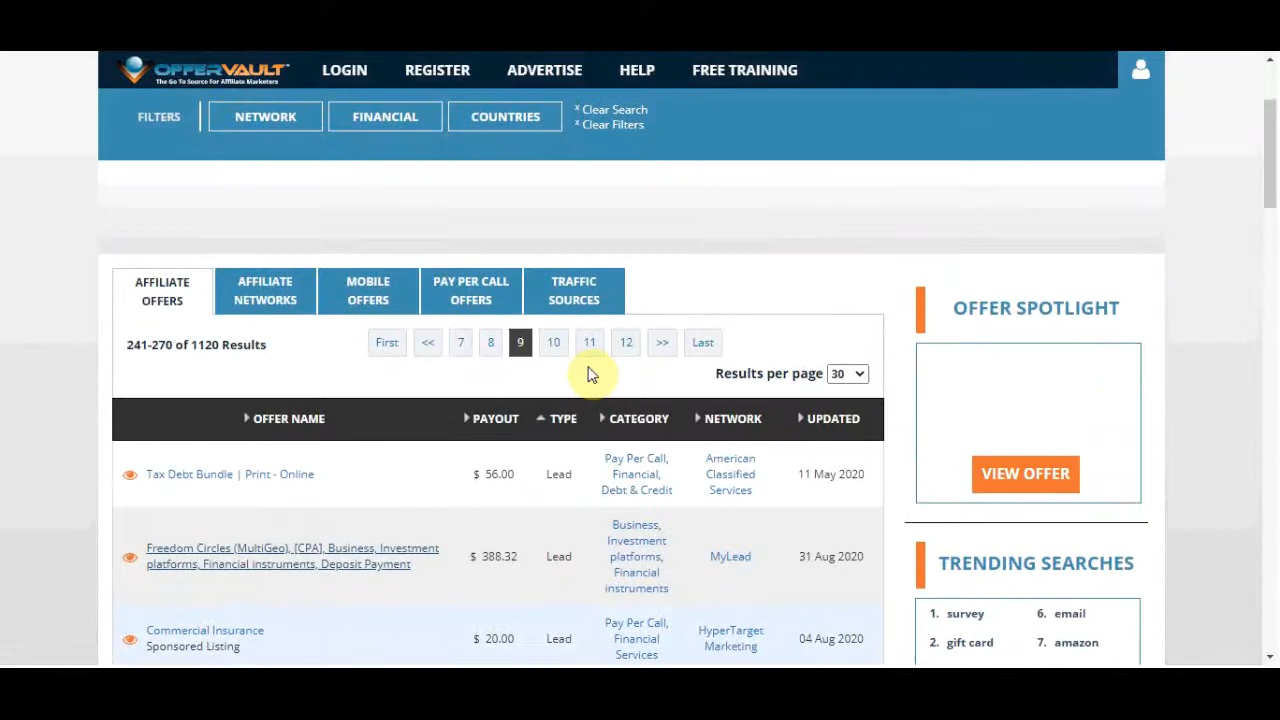 OFFERVAULT
The Go To Source For Affiliate Marketers
LOGIN REGISTER ADVERTISE HELP FREE TRAINING
FILTERS NETWORK FINANCIAL COUNTRIES
x Clear Search
x Clear Filters
AFFILIATE OFFERS
AFFILIATE NETWORKS
MOBILE OFFERS
PAY PER CALL OFFERS
TRAFFIC SOURCES
241-270 of 1120 Results
First << 7 8 9 10 11 12 >> Last
Results per page 30
OFFER NAME PAYOUT TYPE CATEGORY NETWORK UPDATED
Tax Debt Bundle | Print - Online
$ 56.00
Lead
Pay Per Call,
Financial,
Debt & Credit
American
Classified
Services
11 May 2020
Freedom Circles (MultiGeo), [CPA], Business, Investment
platforms, Financial instruments, Deposit Payment
$ 388.32
Lead
Business,
Investment
platforms,
Financial
instruments
MyLead
31 Aug 2020
Commercial Insurance
Sponsored Listing
$ 20.00
Lead
Pay Per Call,
Financial
Services
HyperTarget
Marketing
04 Aug 2020
OFFER SPOTLIGHT
VIEW OFFER
TRENDING SEARCHES
1. survey 6. email
2. gift card 7. amazon